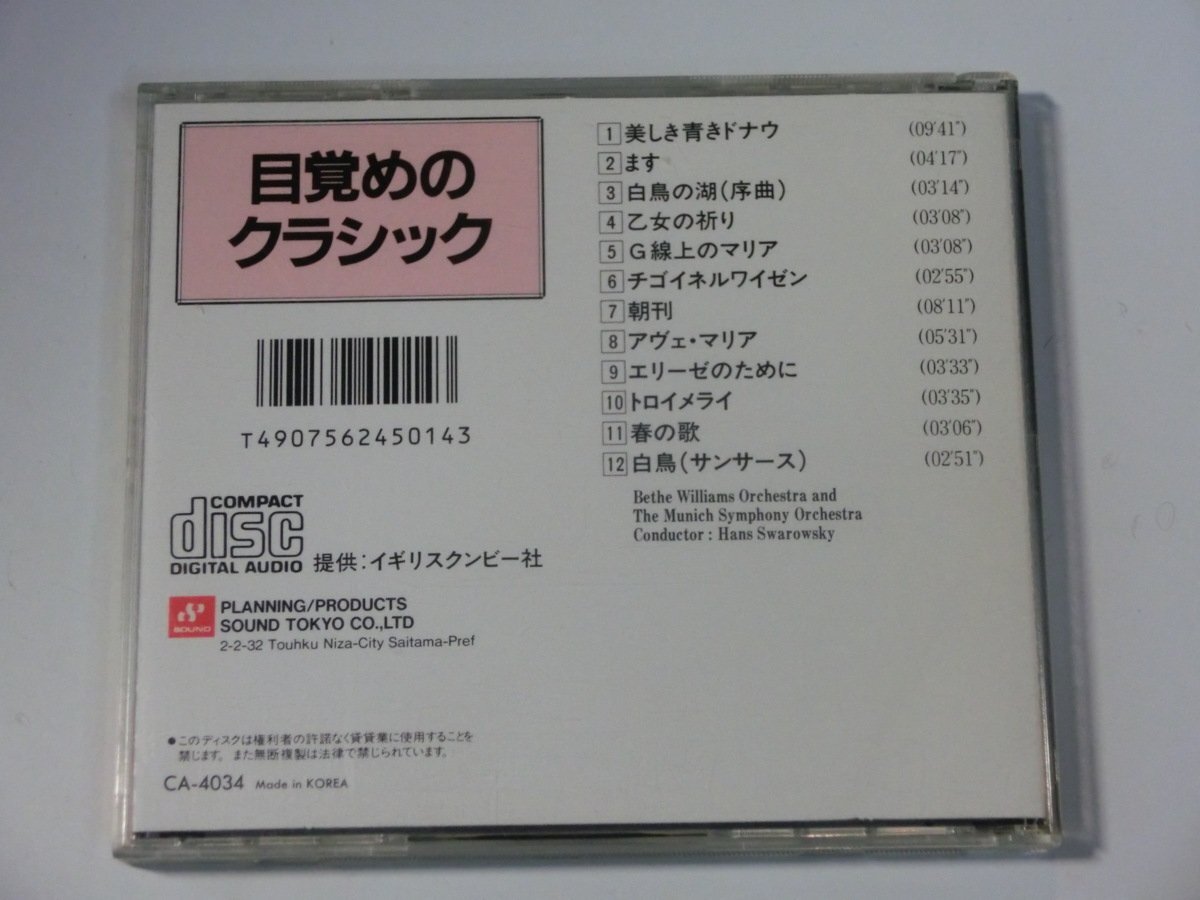 目覚めの
クラシック
T4907562450143
COMPACT
disc
DIGITAL AUDIO
提供：イギリスクンビー社
SOUND
PLANNING/PRODUCTS
SOUND TOKYO CO.,LTD
2-2-32 Touhku Niza-City Saitama-Pref
●このディスクは権利者の許諾なく賃貸業に使用することを
禁じます。また無断複製は法律で禁じられています。
CA-4034 Made in KOREA
1 美しき青きドナウ (09'41")
2 ます (04'17")
3 白鳥の湖(序曲) (03'14")
4 乙女の祈り (03'08")
5 G線上のマリア (03'08")
6 チゴイネルワイゼン (02'55")
7 朝刊 (08'11")
8 アヴェ・マリア (05'31")
9 エリーゼのために (03'33")
10 トロイメライ (03'35")
11 春の歌 (03'06")
12 白鳥(サンサース) (02'51")
Bethe Williams Orchestra and
The Munich Symphony Orchestra
Conductor : Hans Swarowsky